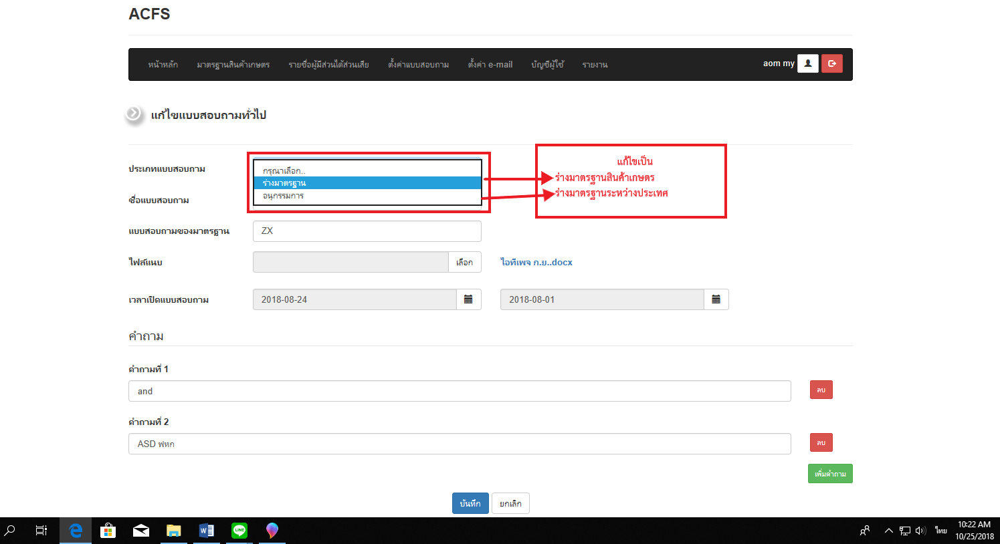 ACFS
หน้าหลัก มาตรฐานสินค้าเกษตร รายชื่อผู้มีส่วนได้ส่วนเสีย ตั้งค่าแบบสอบถาม ตั้งค่า e-mail บัญชีผู้ใช้ รายงาน aom my
แก้ไขแบบสอบถามทั่วไป
ประเภทแบบสอบถาม
กรุณาเลือก..
ร่างมาตรฐาน
อนุกรรมการ
แก้ไขเป็น
ร่างมาตรฐานสินค้าเกษตร
ร่างมาตรฐานระหว่างประเทศ
ชื่อแบบสอบถาม
แบบสอบถามของมาตรฐาน ZX
ไฟล์แนบ เลือก ไอทีเพจ ก.ย..docx
เวลาเปิดแบบสอบถาม 2018-08-24 2018-08-01
คำถาม
คำถามที่ 1
and ลบ
คำถามที่ 2
ASD ฟหก ลบ
เพิ่มคำถาม
บันทึก ยกเลิก
LINE
ไทย
10:22 AM
10/25/2018